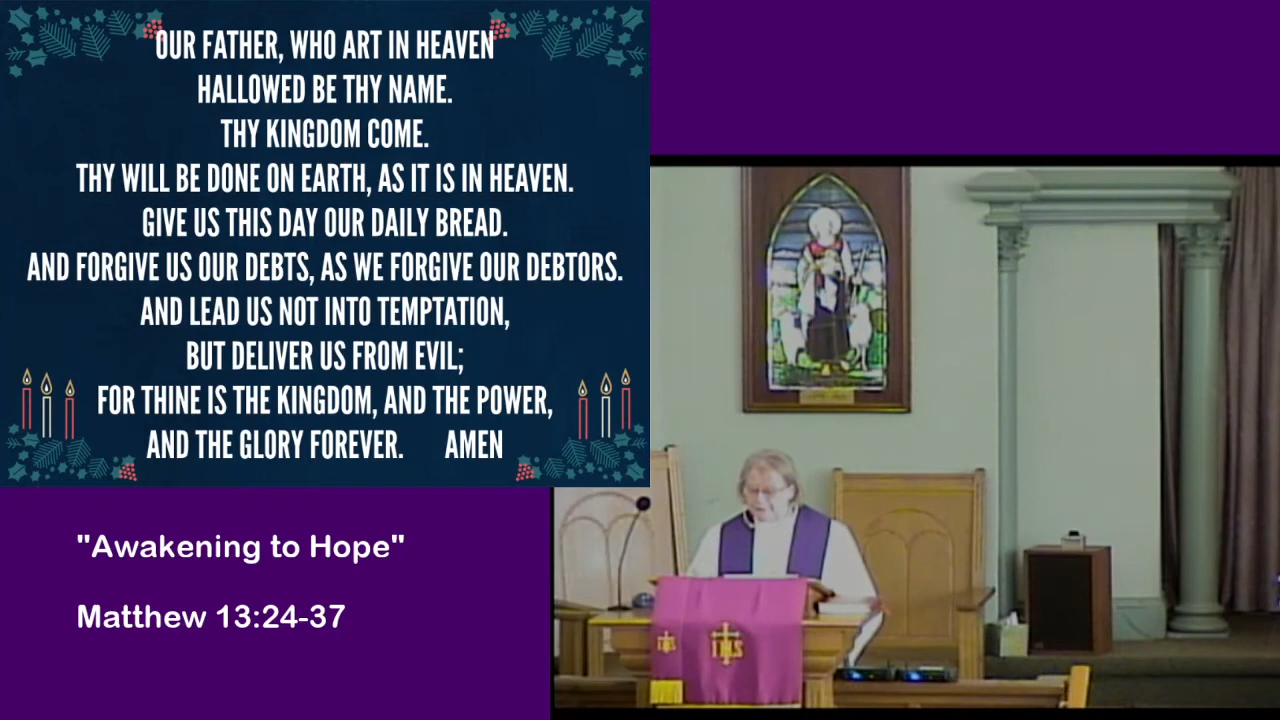 OUR FATHER, WHO ART IN HEAVEN
HALLOWED BE THY NAME.
THY KINGDOM COME.
THY WILL BE DONE ON EARTH, AS IT IS IN HEAVEN.
GIVE US THIS DAY OUR DAILY BREAD.
AND FORGIVE US OUR DEBTS, AS WE FORGIVE OUR DEBTORS.
AND LEAD US NOT INTO TEMPTATION,
BUT DELIVER US FROM EVIL;
FOR THINE IS THE KINGDOM, AND THE POWER,
AND THE GLORY FOREVER. AMEN
"Awakening to Hope"
Matthew 13:24-37
IHS